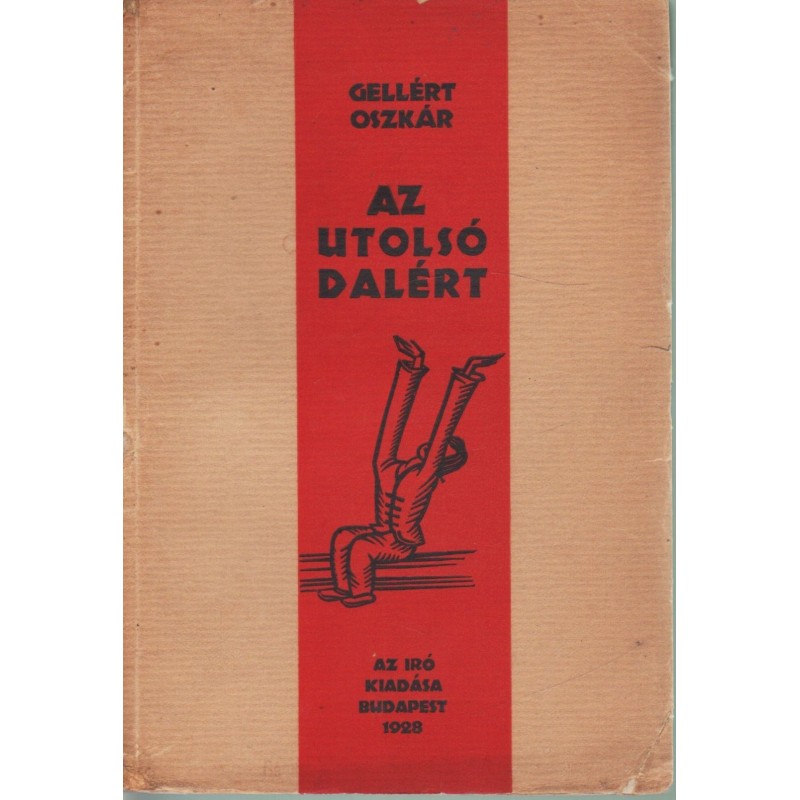 GELLÉRT
OSZKÁR
AZ
UTOLSÓ
DALÉRT
AZ IRÓ
KIADÁSA
BUDAPEST
1928